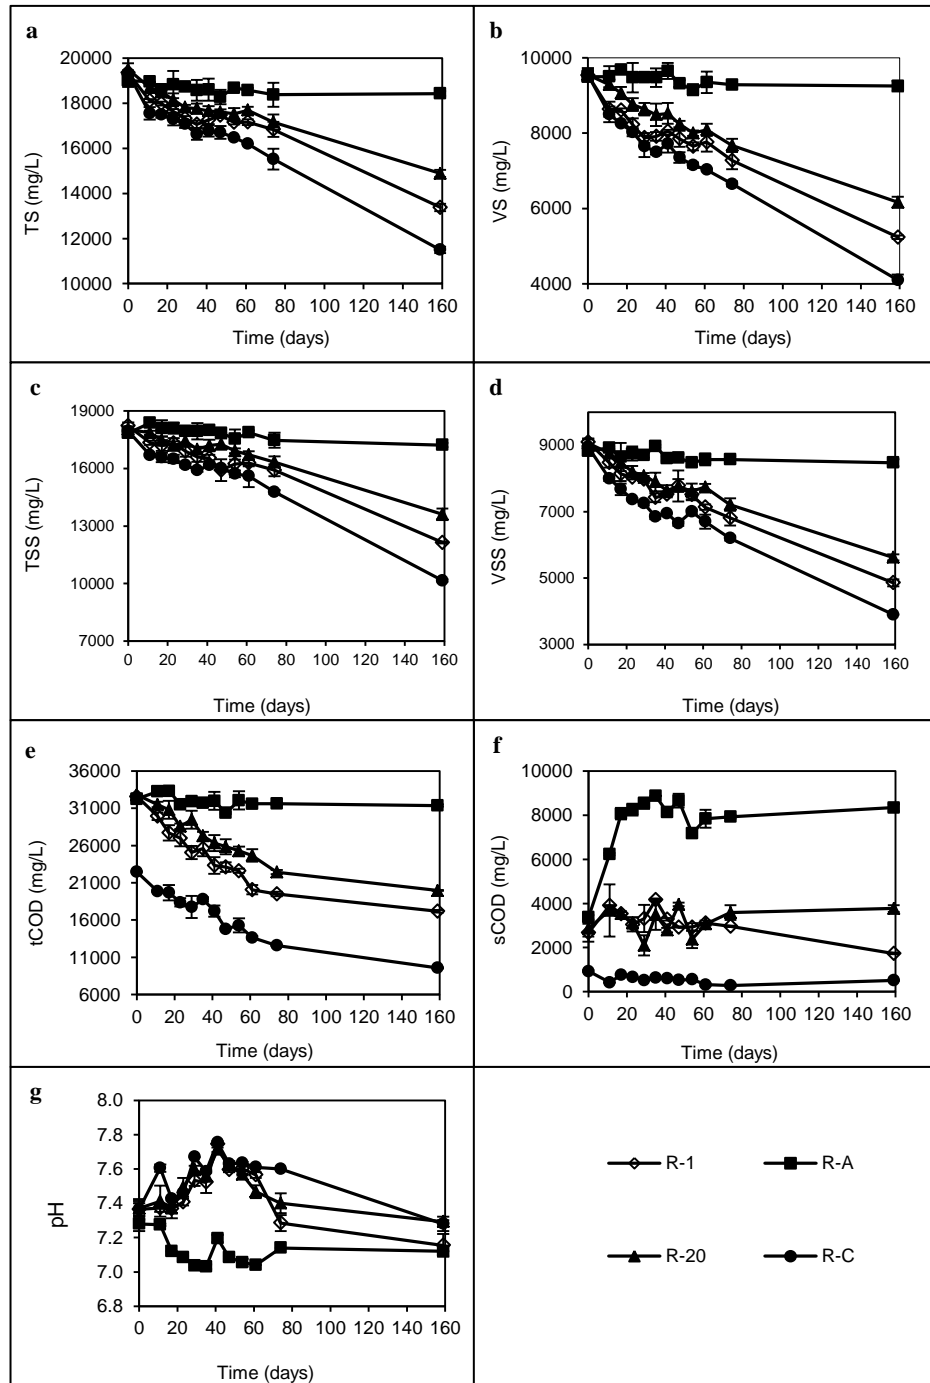 a
20000
18000
16000
14000
12000
10000
TS (mg/L)
0 20 40 60 80 100 120 140 160
Time (days)
b
10000
8000
6000
4000
VS (mg/L)
0 20 40 60 80 100 120 140 160
Time (days)
c
19000
16000
13000
10000
7000
TSS (mg/L)
0 20 40 60 80 100 120 140 160
Time (days)
d
9000
7000
5000
3000
VSS (mg/L)
0 20 40 60 80 100 120 140 160
Time (days)
e
36000
31000
26000
21000
16000
11000
6000
tCOD (mg/L)
0 20 40 60 80 100 120 140 160
Time (days)
f
10000
8000
6000
4000
2000
0
sCOD (mg/L)
0 20 40 60 80 100 120 140 160
Time (days)
g
8.0
7.8
7.6
7.4
7.2
7.0
6.8
pH
0 20 40 60 80 100 120 140 160
Time (days)
R-1 R-A
R-20 R-C